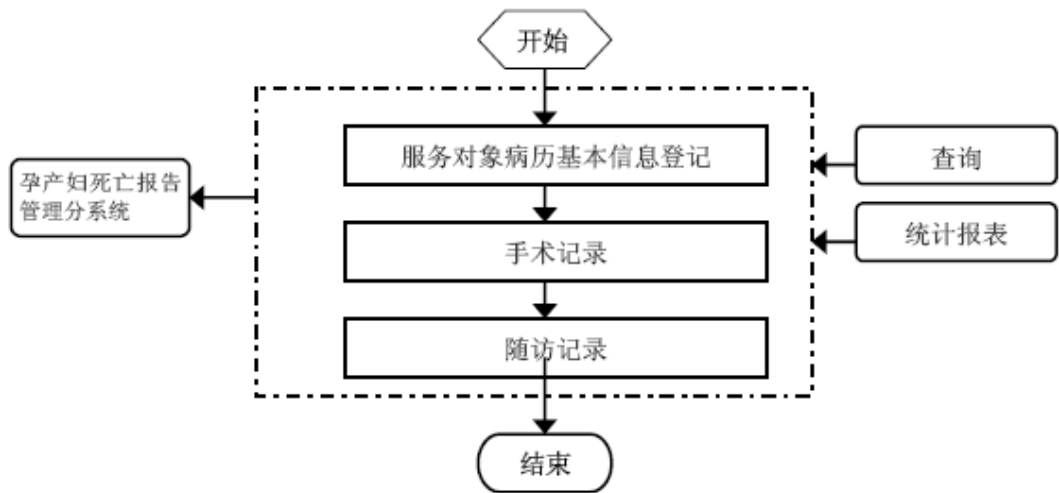 开始
服务对象病历基本信息登记
查询
孕产妇死亡报告
管理分系统
统计报表
手术记录
随访记录
结束